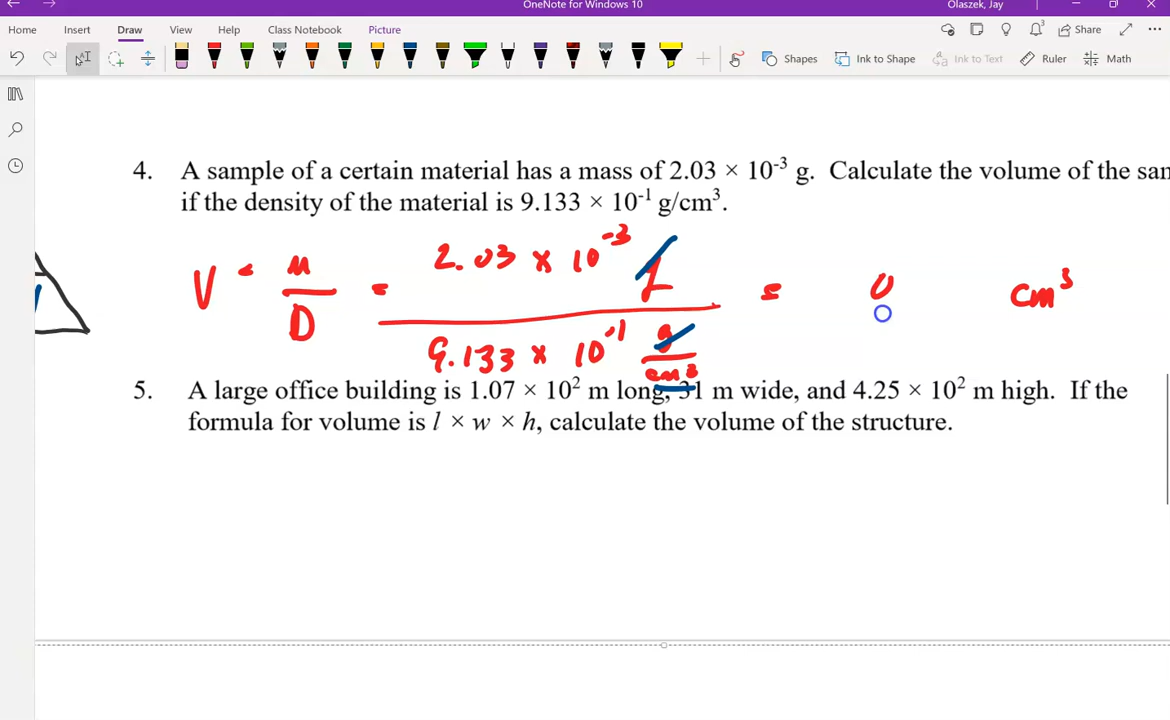 OneNote for Windows 10
Olaszek, Jay
Home Insert Draw View Help Class Notebook Picture
3 Share
Shapes Ink to Shape Ink to Text Ruler Math
4. A sample of a certain material has a mass of 2.03 × 10⁻³ g. Calculate the volume of the
if the density of the material is 9.133 × 10⁻¹ g/cm³.
2.03 × 10⁻³ g
V = M/D = = 0 cm³
9.133 × 10⁻¹ g/cm³
5. A large office building is 1.07 × 10² m long, 31 m wide, and 4.25 × 10² m high. If the
formula for volume is l × w × h, calculate the volume of the structure.